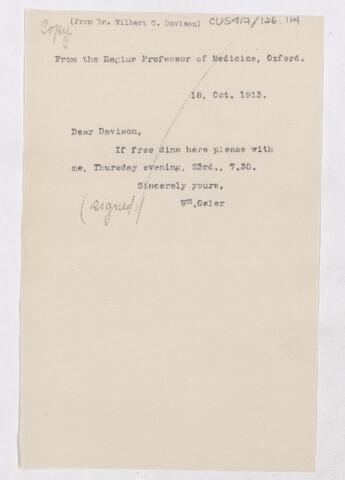 Copy
(From Dr. Wilbert C. Davison) CUS417/126.114
From the Regius Professor of Medicine, Oxford.
18, Oct. 1913.
Dear Davison,
If free dine here please with
me, Thursday evening, 23rd., 7.30.
Sincerely yours,
(signed) Wm.Osler